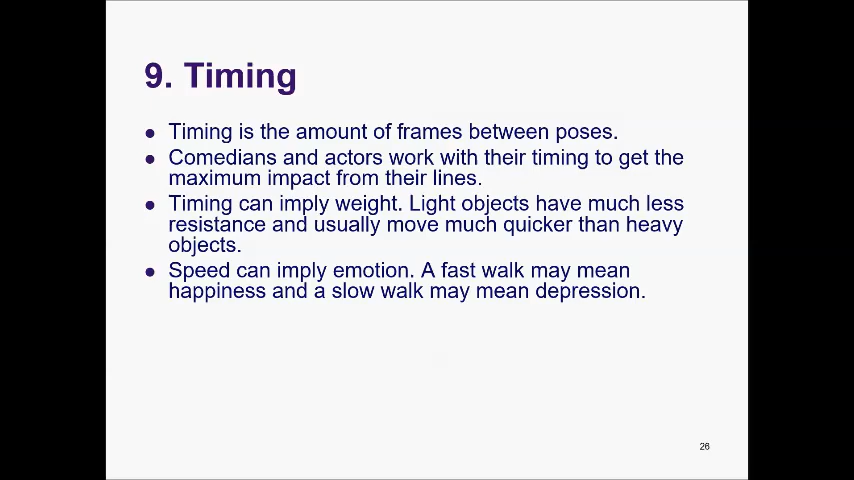 9. Timing
● Timing is the amount of frames between poses.
● Comedians and actors work with their timing to get the
maximum impact from their lines.
● Timing can imply weight. Light objects have much less
resistance and usually move much quicker than heavy
objects.
● Speed can imply emotion. A fast walk may mean
happiness and a slow walk may mean depression.
26